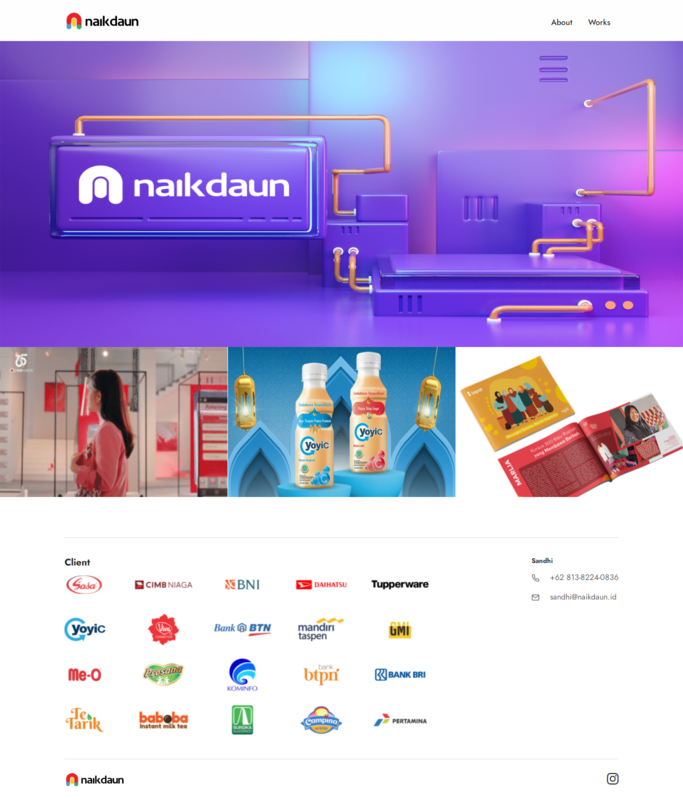 naikdaun
About Works
naikdaun
Yoyic
Yoyic
MARILLA
Client
Sandhi
Sasa
CIMB NIAGA
BNI
DAIHATSU
Tupperware
+62 813-8224-0836
sandhi@naikdaun.id
Yoyic
Bank BTN
mandiri
taspen
GMI
Me-O
KOMINFO
bank
btpn
BANK BRI
Te
Tarik
baboba
instant milk tea
Campina
PERTAMINA
naikdaun